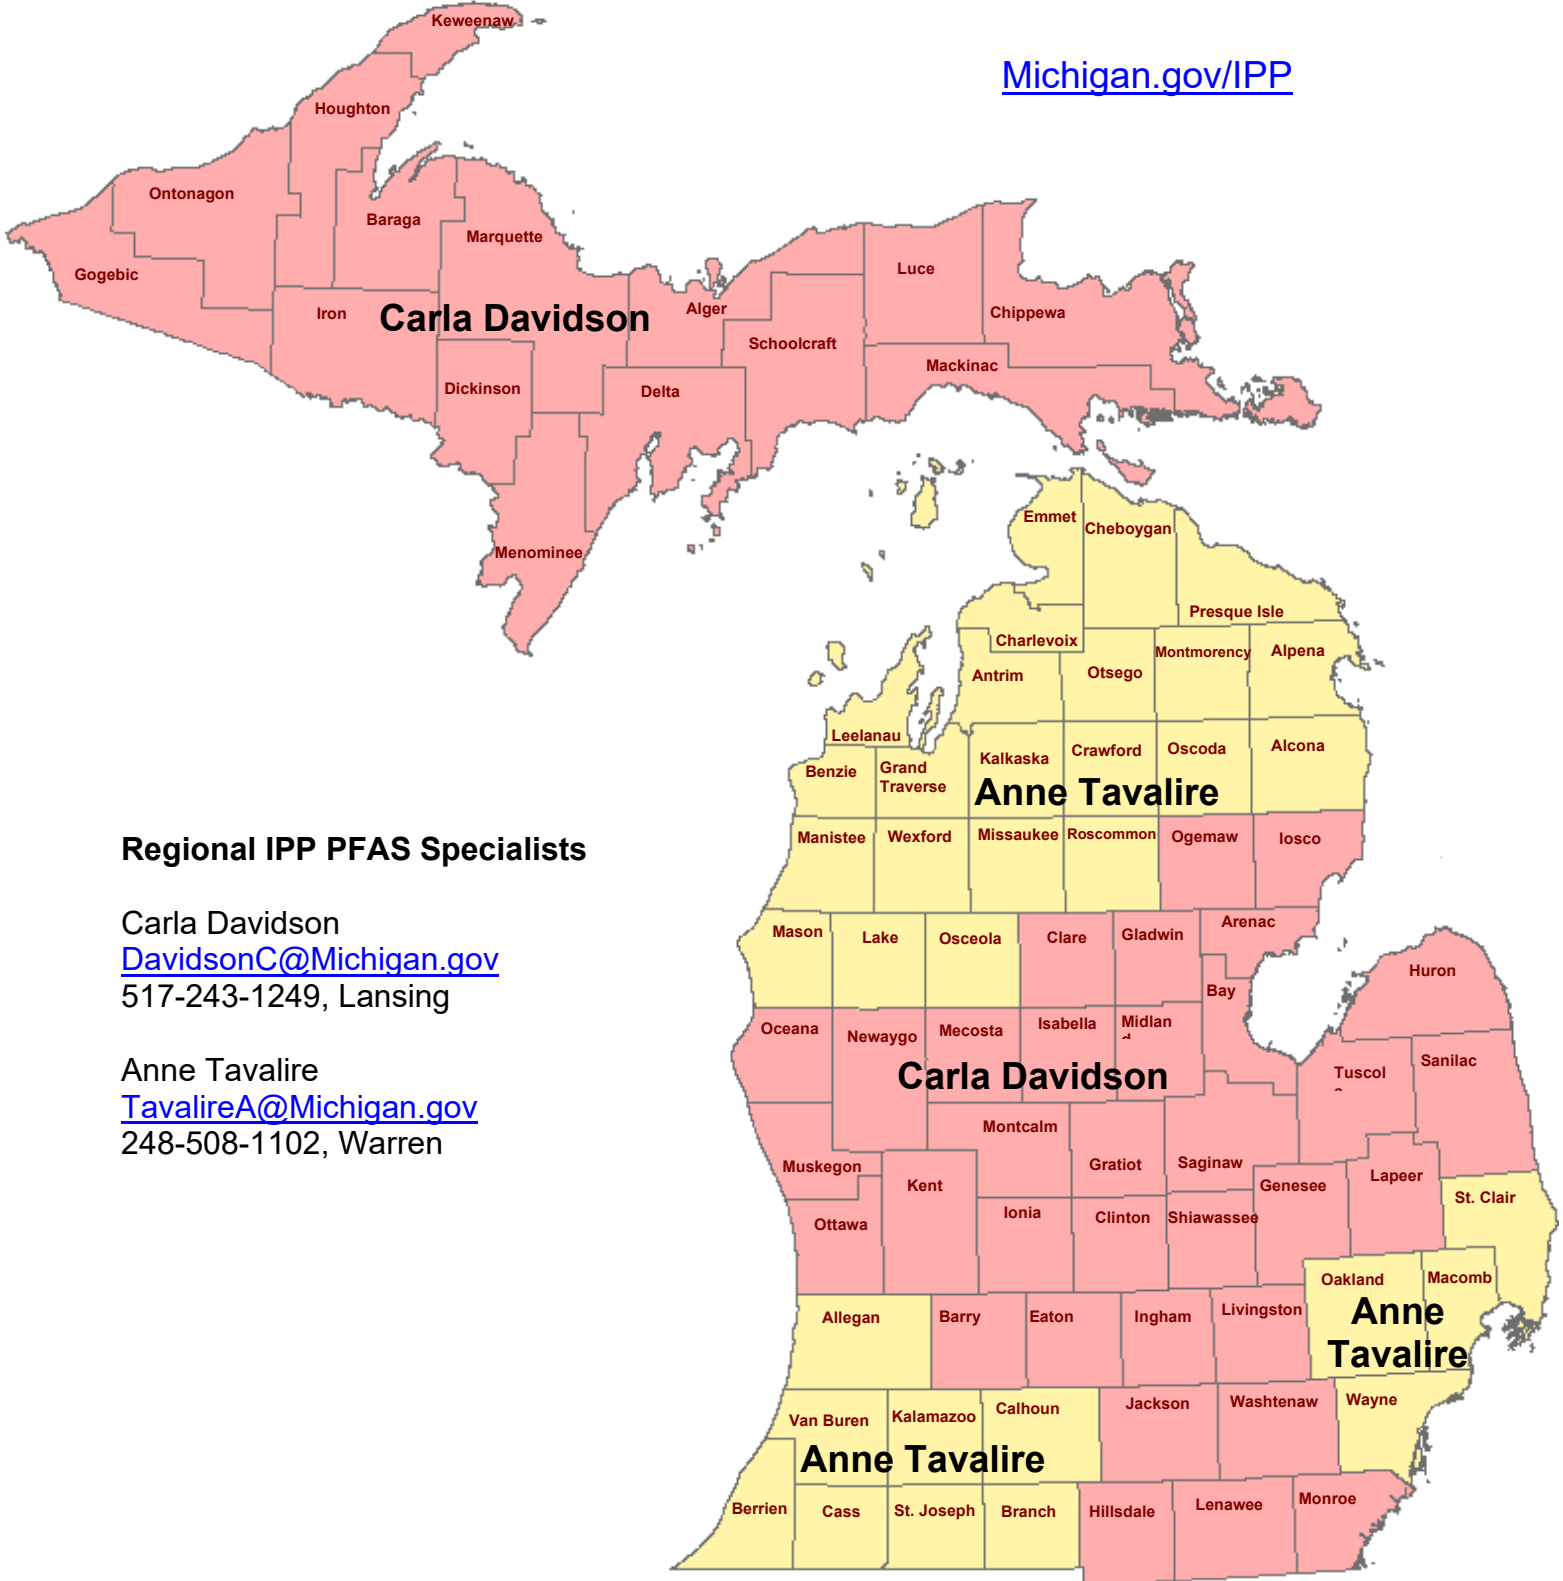 Keweenaw
Michigan.gov/IPP
Houghton
Ontonagon
Baraga
Marquette
Gogebic
Luce
Iron
Carla Davidson
Alger
Chippewa
Schoolcraft
Mackinac
Dickinson
Delta
Menominee
Emmet
Cheboygan
Presque Isle
Charlevoix
Montmorency
Alpena
Antrim
Otsego
Leelanau
Benzie
Grand
Traverse
Kalkaska
Crawford
Oscoda
Alcona
Anne Tavalire
Manistee
Wexford
Missaukee
Roscommon
Ogemaw
Iosco
Regional IPP PFAS Specialists
Carla Davidson
DavidsonC@Michigan.gov
517-243-1249, Lansing
Anne Tavalire
TavalireA@Michigan.gov
248-508-1102, Warren
Mason
Lake
Osceola
Clare
Gladwin
Arenac
Huron
Bay
Oceana
Newaygo
Mecosta
Isabella
Midlan
d
Carla Davidson
Tuscol
a
Sanilac
Montcalm
Muskegon
Gratiot
Saginaw
Kent
Genesee
Lapeer
St. Clair
Ottawa
Ionia
Clinton
Shiawassee
Oakland
Macomb
Anne
Tavalire
Allegan
Barry
Eaton
Ingham
Livingston
Van Buren
Kalamazoo
Calhoun
Jackson
Washtenaw
Wayne
Anne Tavalire
Berrien
Cass
St. Joseph
Branch
Hillsdale
Lenawee
Monroe